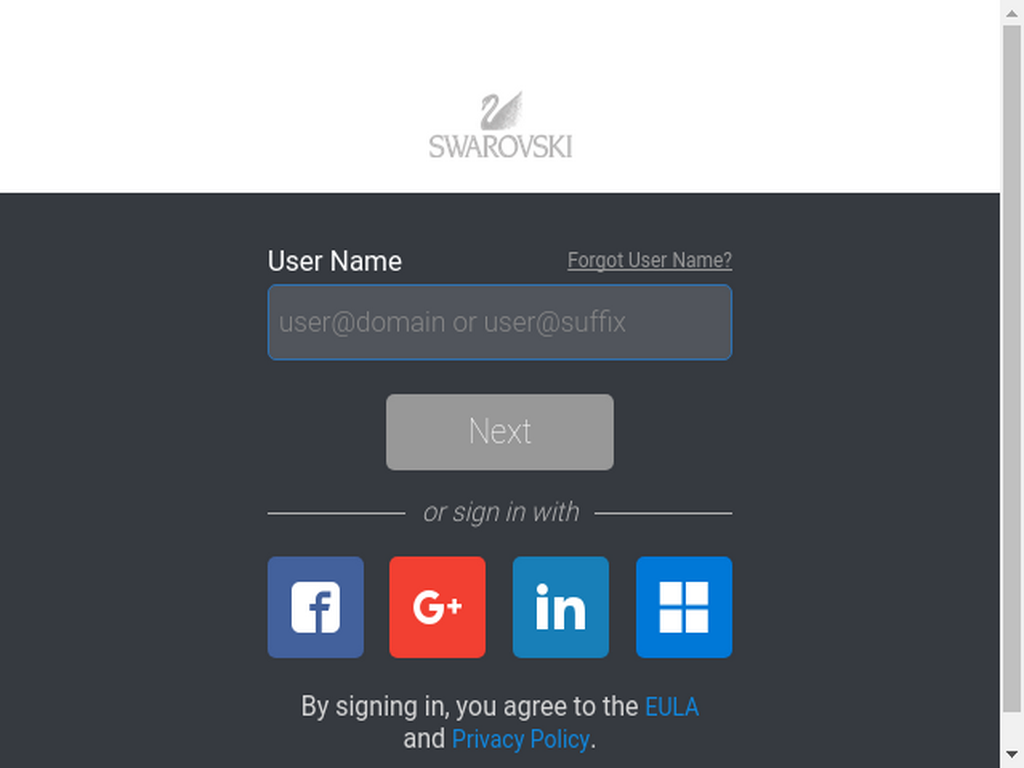 SWAROVSKI
User Name
Forgot User Name?
user@domain or user@suffix
Next
or sign in with
G+
in
By signing in, you agree to the EULA
and Privacy Policy.